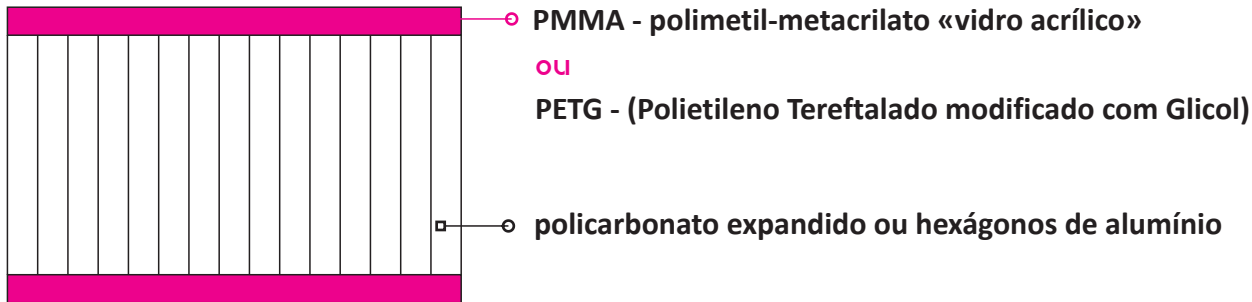 PMMA - polimetil-metacrilato «vidro acrílico»
ou
PETG - (Polietileno Tereftalado modificado com Glicol)
policarbonato expandido ou hexágonos de alumínio